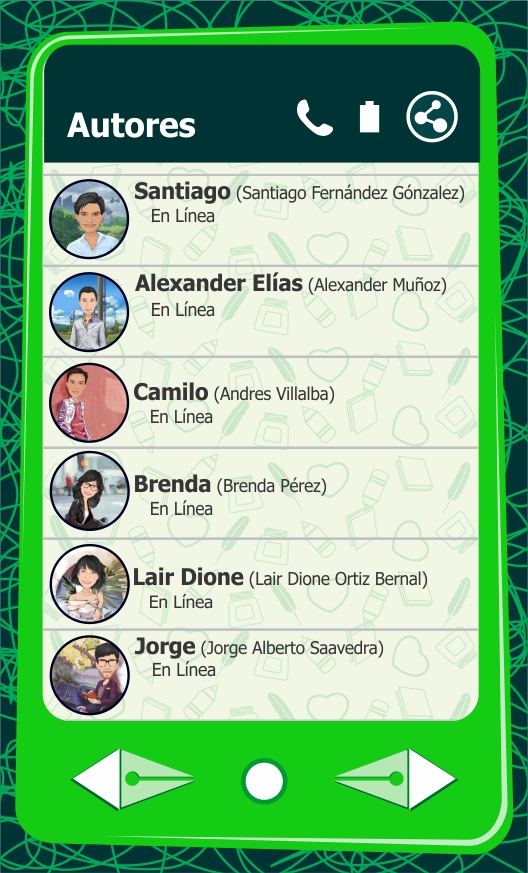 Autores
Santiago (Santiago Fernández Gónzalez)
En Línea
Alexander Elías (Alexander Muñoz)
En Línea
Camilo (Andres Villalba)
En Línea
Brenda (Brenda Pérez)
En Línea
Lair Dione (Lair Dione Ortiz Bernal)
En Línea
Jorge (Jorge Alberto Saavedra)
En Línea